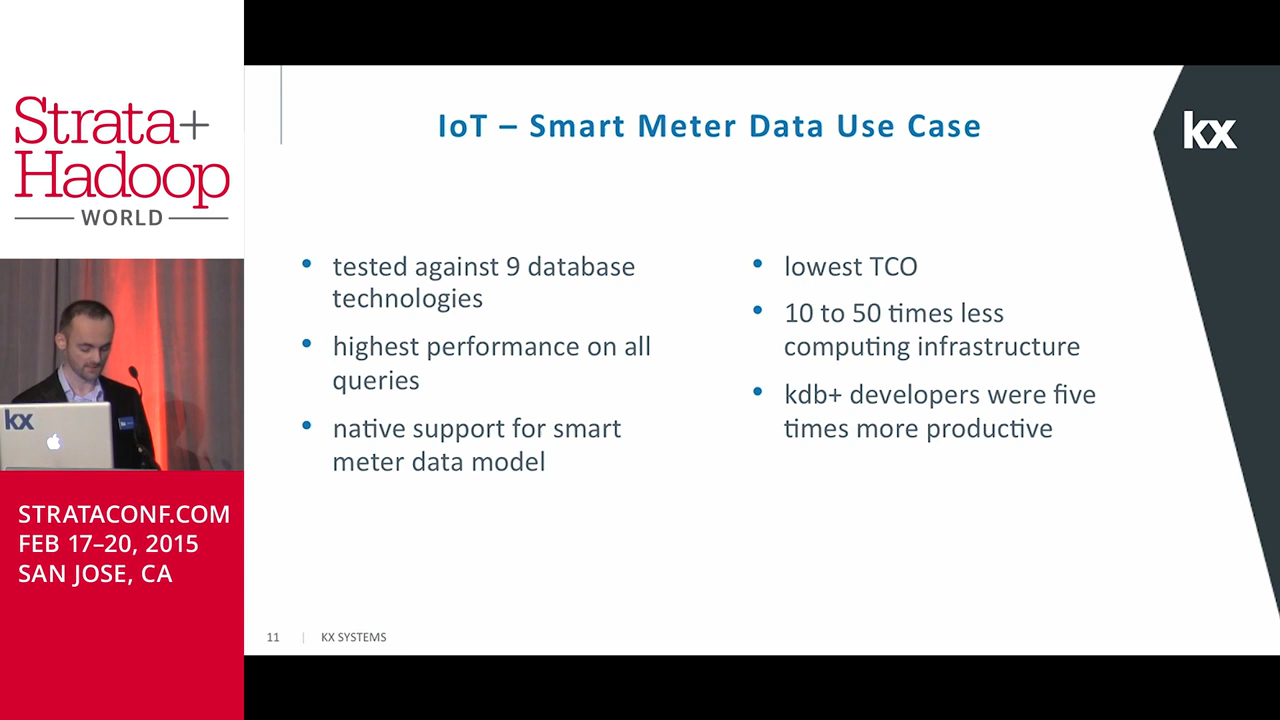 Strata+
Hadoop
WORLD
kx
STRATACONF.COM
FEB 17–20, 2015
SAN JOSE, CA
IoT – Smart Meter Data Use Case
kx
• tested against 9 database
technologies
• highest performance on all
queries
• native support for smart
meter data model
• lowest TCO
• 10 to 50 times less
computing infrastructure
• kdb+ developers were five
times more productive
11 | KX SYSTEMS